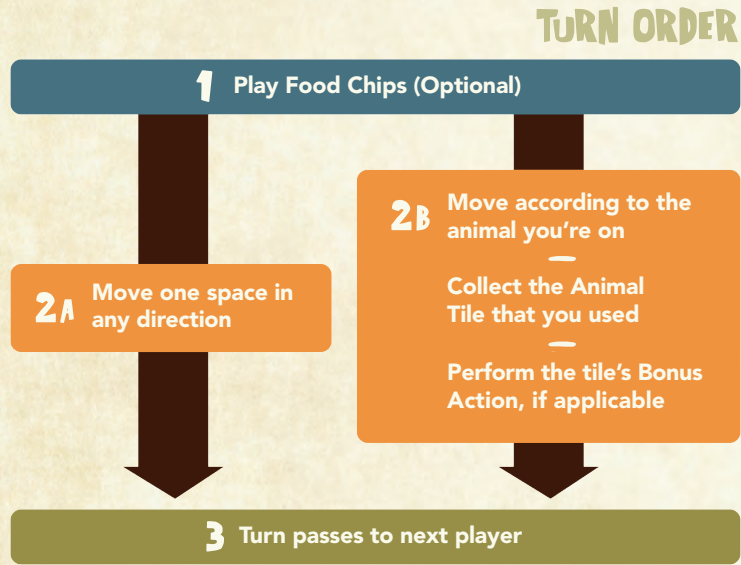 TURN ORDER
1 Play Food Chips (Optional)
2A Move one space in
any direction
2B Move according to the
animal you're on
Collect the Animal
Tile that you used
Perform the tile's Bonus
Action, if applicable
3 Turn passes to next player